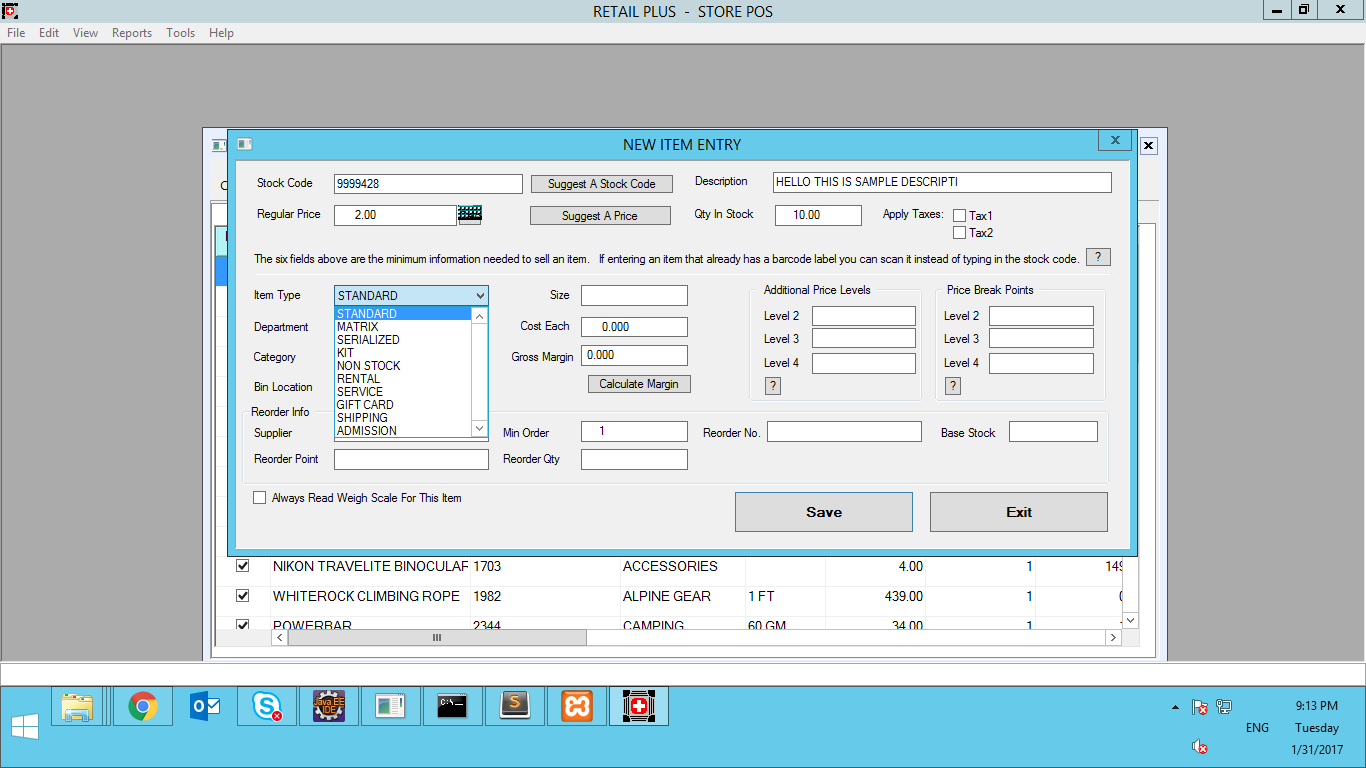 RETAIL PLUS - STORE POS
File Edit View Reports Tools Help
NEW ITEM ENTRY
Stock Code 9999428 Suggest A Stock Code Description HELLO THIS IS SAMPLE DESCRIPTI
Regular Price 2.00 Suggest A Price Qty In Stock 10.00 Apply Taxes: Tax1
Tax2
The six fields above are the minimum information needed to sell an item. If entering an item that already has a barcode label you can scan it instead of typing in the stock code. ?
Item Type STANDARD Size Additional Price Levels Price Break Points
STANDARD
MATRIX
SERIALIZED
KIT
NON STOCK
RENTAL
SERVICE
GIFT CARD
SHIPPING
ADMISSION
Level 2 Level 2
Department Cost Each 0.000
Level 3 Level 3
Category Gross Margin 0.000
Level 4 Level 4
Bin Location Calculate Margin ? ?
Reorder Info
Supplier Min Order 1 Reorder No. Base Stock
Reorder Point Reorder Qty
Always Read Weigh Scale For This Item
Save Exit
NIKON TRAVELITE BINOCULAR 1703 ACCESSORIES 4.00 1 149
WHITEROCK CLIMBING ROPE 1982 ALPINE GEAR 1 FT 439.00 1
POWERBAR 2344 CAMPING 60 GM 34.00 1
Java EE
IDE
C:\
9:13 PM
ENG Tuesday
1/31/2017